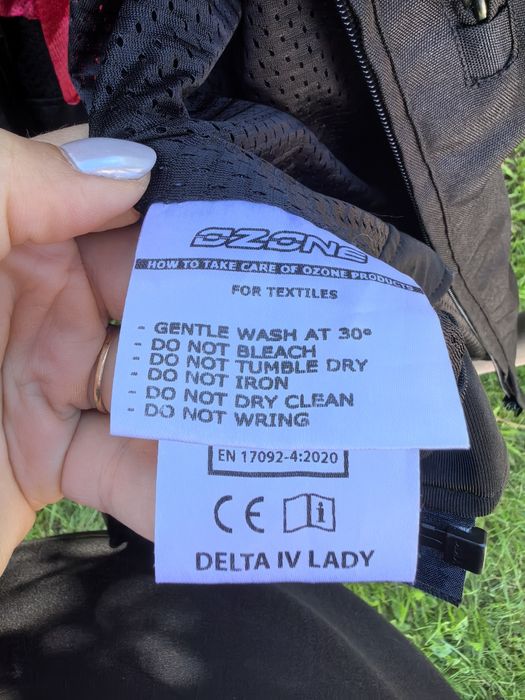 OZONE
HOW TO TAKE CARE OF OZONE PRODUCTS
FOR TEXTILES
- GENTLE WASH AT 30°
- DO NOT BLEACH
- DO NOT TUMBLE DRY
- DO NOT IRON
- DO NOT DRY CLEAN
- DO NOT WRING
EN 17092-4:2020
CE i
DELTA IV LADY